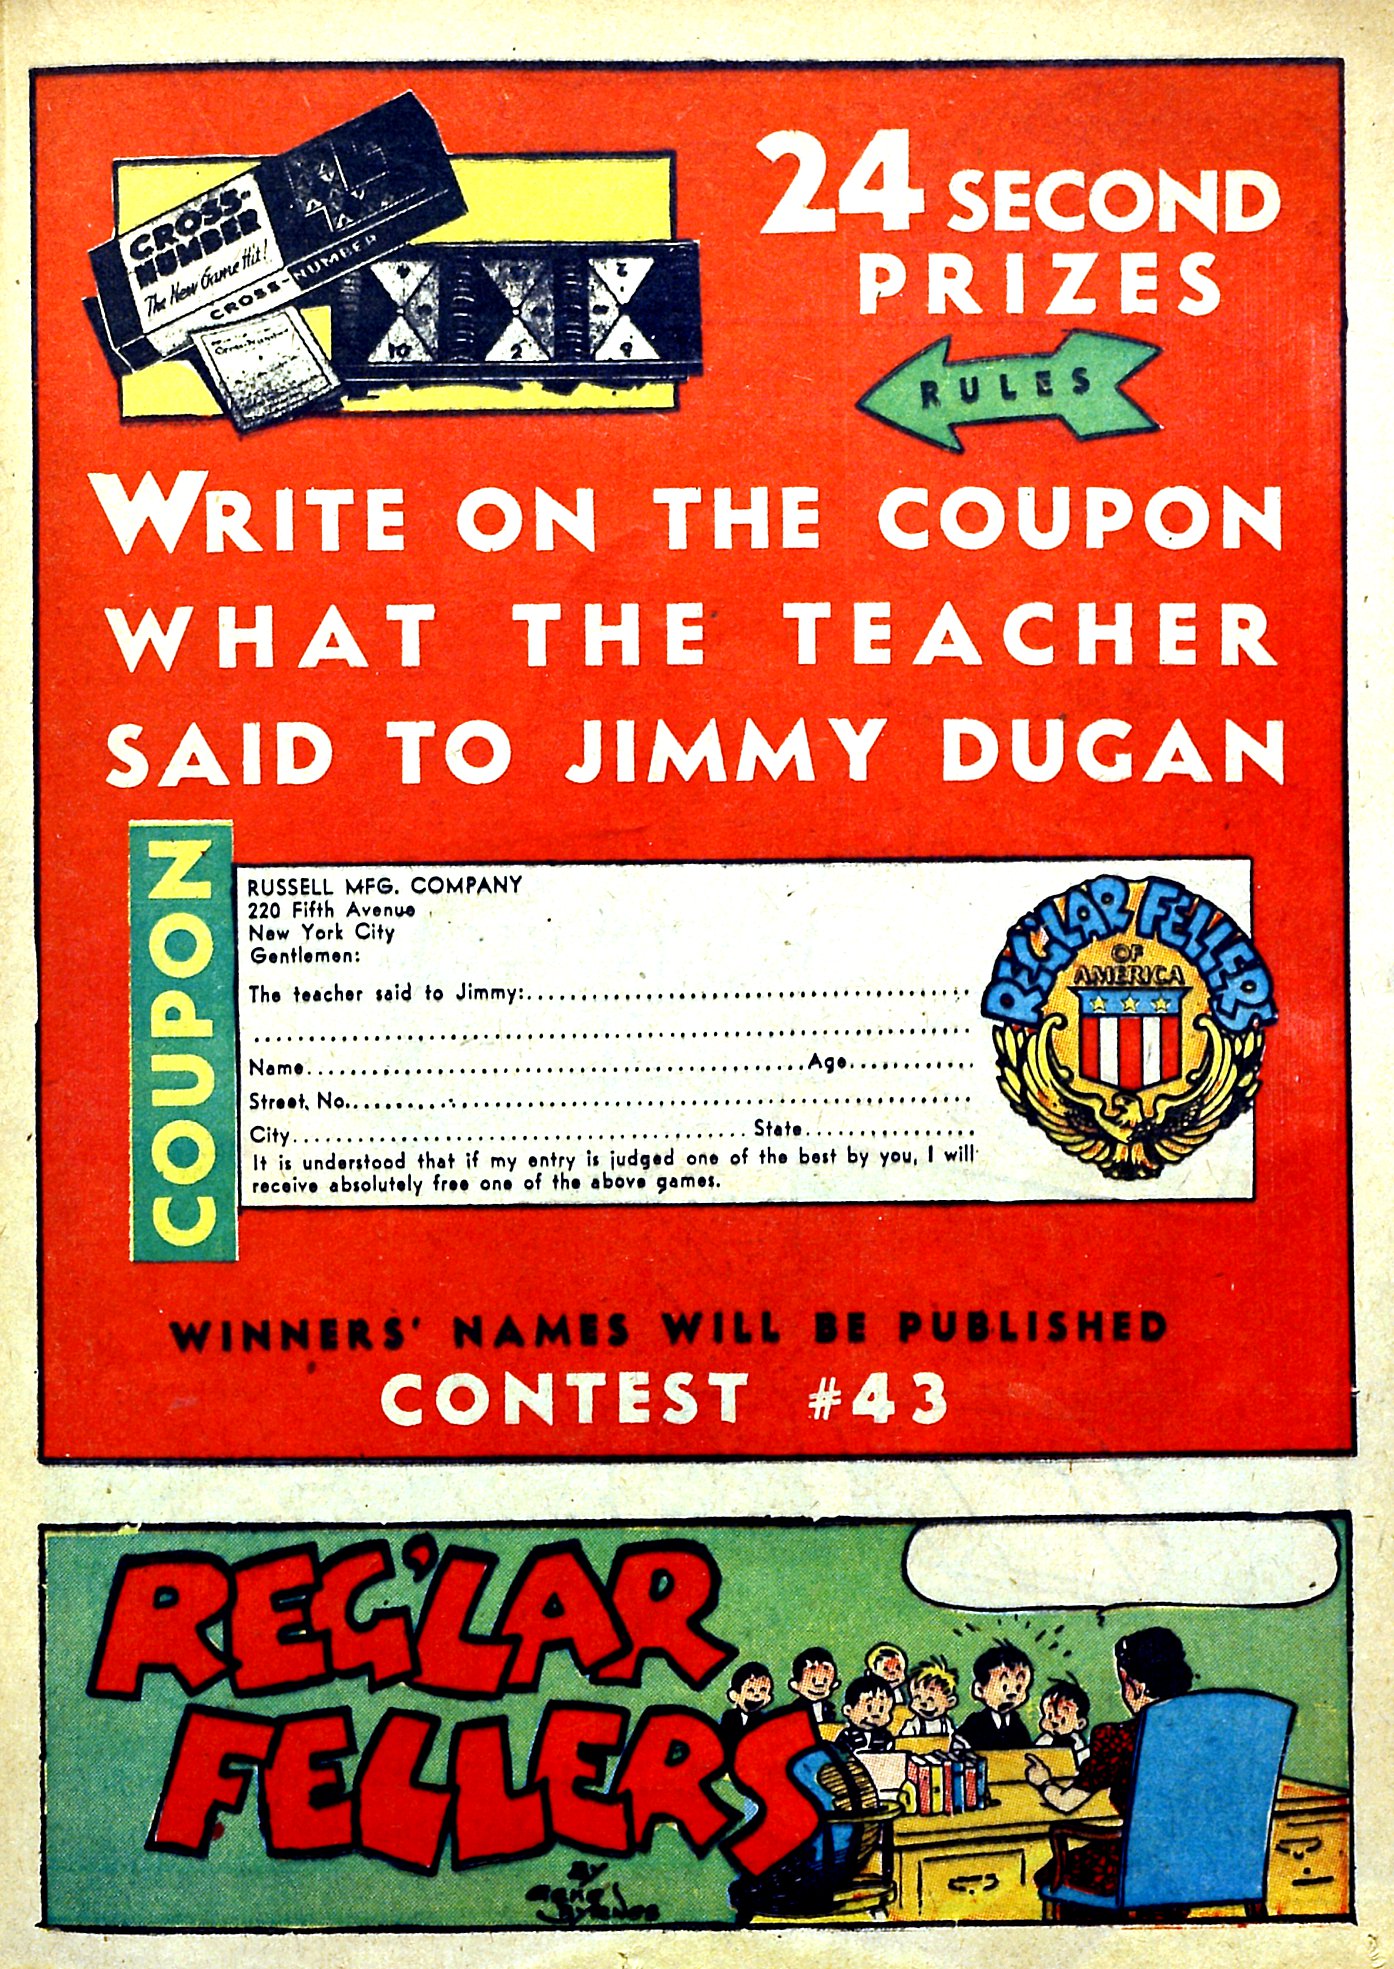 CROSS-
NUMBER
The New Game Hit!
CROSS-NUMBER
24 SECOND
PRIZES
RULES
WRITE ON THE COUPON
WHAT THE TEACHER
SAID TO JIMMY DUGAN
COUPON
RUSSELL MFG. COMPANY
220 Fifth Avenue
New York City
Gentlemen:
The teacher said to Jimmy:
Name Age
Street, No.
City State
It is understood that if my entry is judged one of the best by you, I will
receive absolutely free one of the above games.
REG'LAR FELLERS
OF
AMERICA
WINNERS' NAMES WILL BE PUBLISHED
CONTEST #43
REG'LAR
FELLERS
BY
GENE
BYRNES